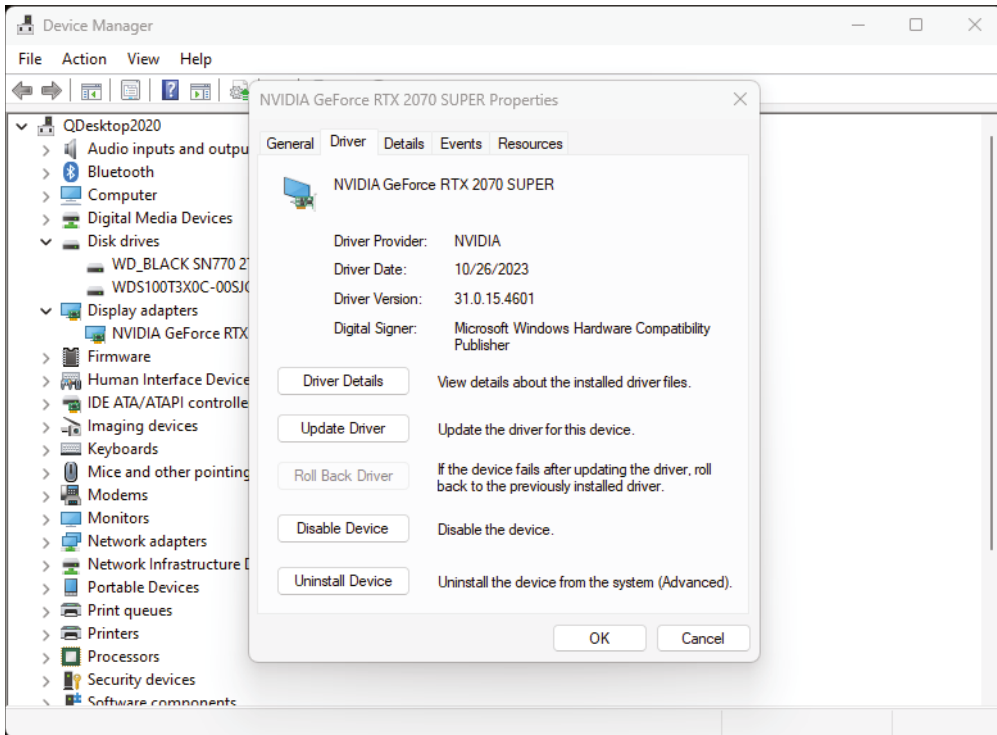 Device Manager
File Action View Help
QDesktop2020
Audio inputs and outpu
Bluetooth
Computer
Digital Media Devices
Disk drives
WD_BLACK SN770 2T
WDS100T3X0C-00SJG
Display adapters
NVIDIA GeForce RTX
Firmware
Human Interface Device
IDE ATA/ATAPI controlle
Imaging devices
Keyboards
Mice and other pointing
Modems
Monitors
Network adapters
Network Infrastructure D
Portable Devices
Print queues
Printers
Processors
Security devices
Software components
NVIDIA GeForce RTX 2070 SUPER Properties
General Driver Details Events Resources
NVIDIA GeForce RTX 2070 SUPER
Driver Provider: NVIDIA
Driver Date: 10/26/2023
Driver Version: 31.0.15.4601
Digital Signer: Microsoft Windows Hardware Compatibility
Publisher
Driver Details View details about the installed driver files.
Update Driver Update the driver for this device.
Roll Back Driver If the device fails after updating the driver, roll
back to the previously installed driver.
Disable Device Disable the device.
Uninstall Device Uninstall the device from the system (Advanced).
OK Cancel